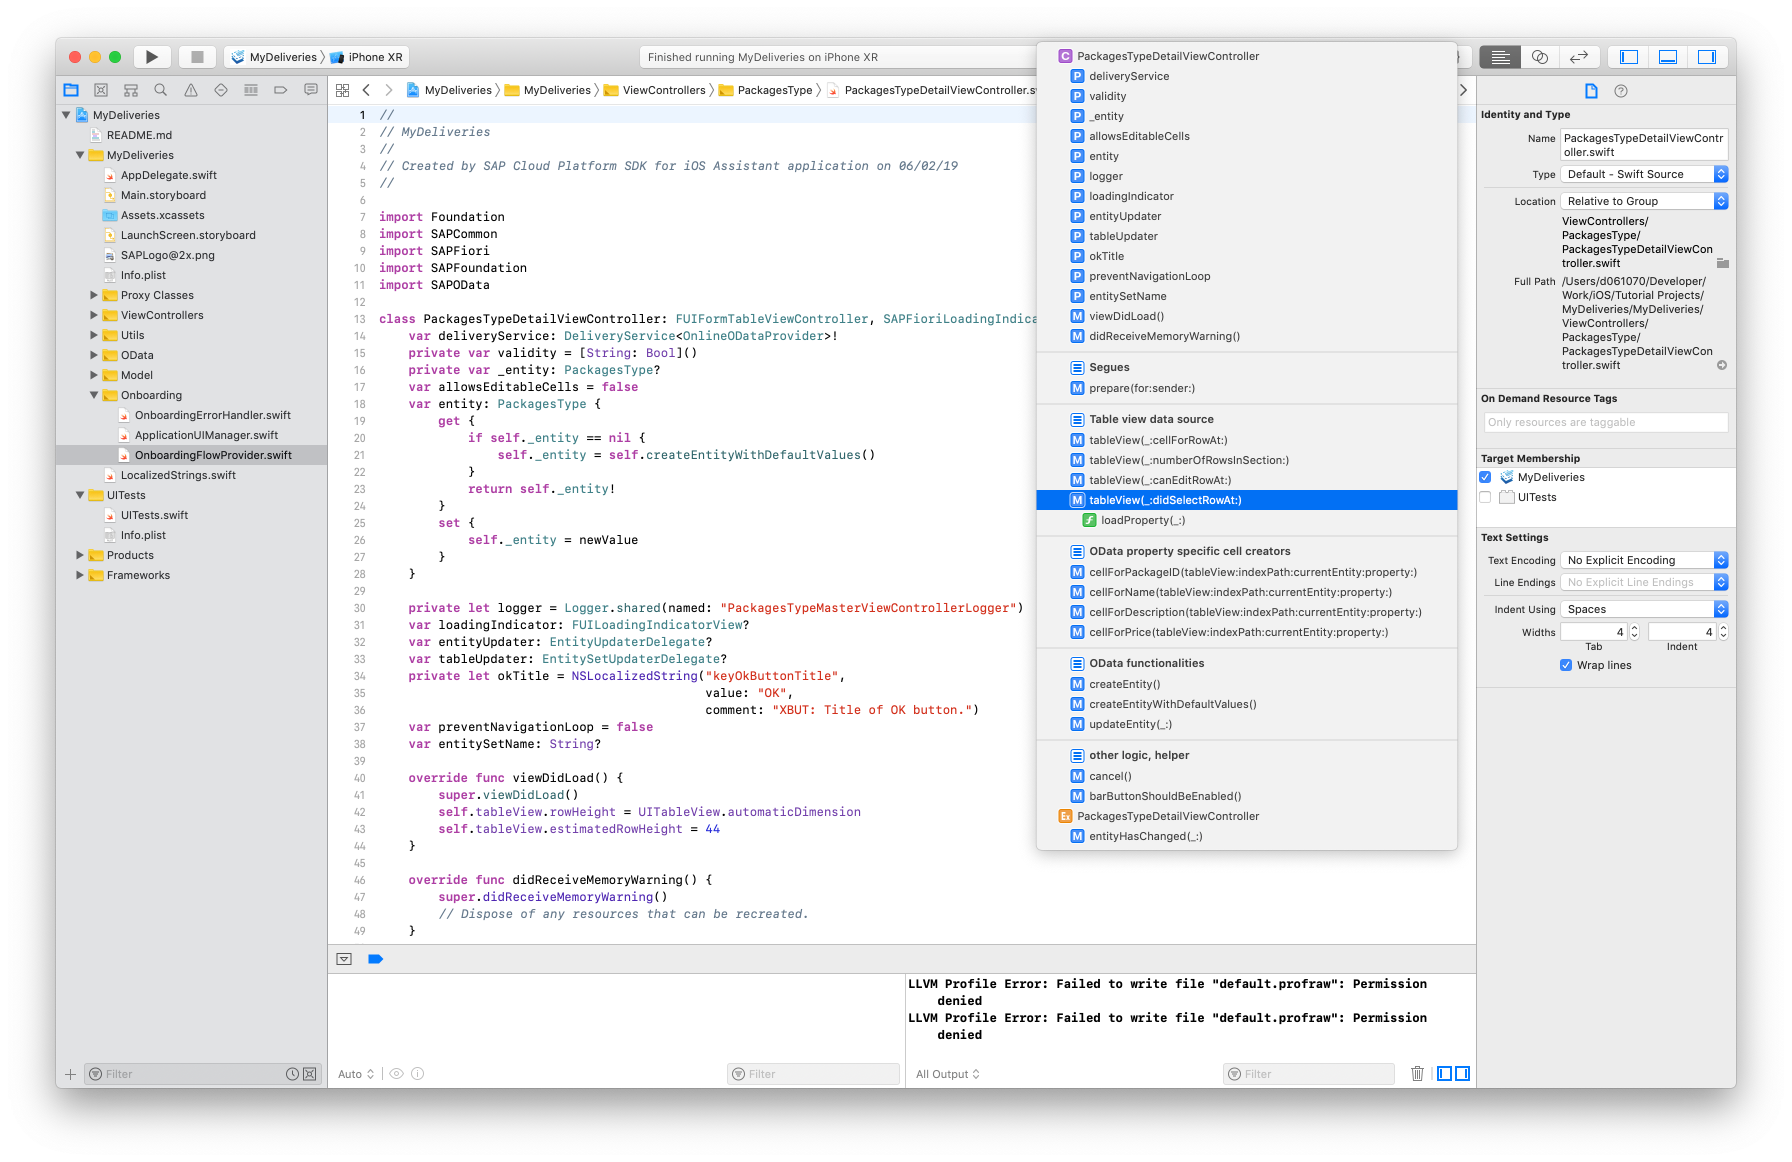 MyDeliveries
iPhone XR
Finished running MyDeliveries on iPhone XR
MyDeliveries
MyDeliveries
ViewControllers
PackagesType
PackagesTypeDetailViewController.sw
MyDeliveries
README.md
MyDeliveries
AppDelegate.swift
Main.storyboard
Assets.xcassets
LaunchScreen.storyboard
SAPLogo@2x.png
Info.plist
Proxy Classes
ViewControllers
Utils
OData
Model
Onboarding
OnboardingErrorHandler.swift
ApplicationUIManager.swift
OnboardingFlowProvider.swift
LocalizedStrings.swift
UITests
UITests.swift
Info.plist
Products
Frameworks
Filter
1 //
2 // MyDeliveries
3 //
4 // Created by SAP Cloud Platform SDK for iOS Assistant application on 06/02/19
5 //
6
7 import Foundation
8 import SAPCommon
9 import SAPFiori
10 import SAPFoundation
11 import SAPOData
12
13 class PackagesTypeDetailViewController: FUIFormTableViewController, SAPFioriLoadingIndica
14 var deliveryService: DeliveryService<OnlineODataProvider>!
15 private var validity = [String: Bool]()
16 private var _entity: PackagesType?
17 var allowsEditableCells = false
18 var entity: PackagesType {
19 get {
20 if self._entity == nil {
21 self._entity = self.createEntityWithDefaultValues()
22 }
23 return self._entity!
24 }
25 set {
26 self._entity = newValue
27 }
28 }
29
30 private let logger = Logger.shared(named: "PackagesTypeMasterViewControllerLogger")
31 var loadingIndicator: FUILoadingIndicatorView?
32 var entityUpdater: EntityUpdaterDelegate?
33 var tableUpdater: EntitySetUpdaterDelegate?
34 private let okTitle = NSLocalizedString("keyOkButtonTitle",
35 value: "OK",
36 comment: "XBUT: Title of OK button.")
37 var preventNavigationLoop = false
38 var entitySetName: String?
39
40 override func viewDidLoad() {
41 super.viewDidLoad()
42 self.tableView.rowHeight = UITableView.automaticDimension
43 self.tableView.estimatedRowHeight = 44
44 }
45
46 override func didReceiveMemoryWarning() {
47 super.didReceiveMemoryWarning()
48 // Dispose of any resources that can be recreated.
49 }
C PackagesTypeDetailViewController
P deliveryService
P validity
P _entity
P allowsEditableCells
P entity
P logger
P loadingIndicator
P entityUpdater
P tableUpdater
P okTitle
P preventNavigationLoop
P entitySetName
M viewDidLoad()
M didReceiveMemoryWarning()
Segues
M prepare(for:sender:)
Table view data source
M tableView(_:cellForRowAt:)
M tableView(_:numberOfRowsInSection:)
M tableView(_:canEditRowAt:)
M tableView(_:didSelectRowAt:)
f loadProperty(_:)
OData property specific cell creators
M cellForPackageID(tableView:indexPath:currentEntity:property:)
M cellForName(tableView:indexPath:currentEntity:property:)
M cellForDescription(tableView:indexPath:currentEntity:property:)
M cellForPrice(tableView:indexPath:currentEntity:property:)
OData functionalities
M createEntity()
M createEntityWithDefaultValues()
M updateEntity(_:)
other logic, helper
M cancel()
M barButtonShouldBeEnabled()
Ex PackagesTypeDetailViewController
M entityHasChanged(_:)
Auto
Filter
LLVM Profile Error: Failed to write file "default.profraw": Permission
denied
LLVM Profile Error: Failed to write file "default.profraw": Permission
denied
All Output
Filter
Identity and Type
Name PackagesTypeDetailViewContr
oller.swift
Type Default - Swift Source
Location Relative to Group
ViewControllers/
PackagesType/
PackagesTypeDetailViewCon
troller.swift
Full Path /Users/d061070/Developer/
Work/iOS/Tutorial Projects/
MyDeliveries/MyDeliveries/
ViewControllers/
PackagesType/
PackagesTypeDetailViewCon
troller.swift
On Demand Resource Tags
Only resources are taggable
Target Membership
MyDeliveries
UITests
Text Settings
Text Encoding No Explicit Encoding
Line Endings No Explicit Line Endings
Indent Using Spaces
Widths 4 4
Tab Indent
Wrap lines